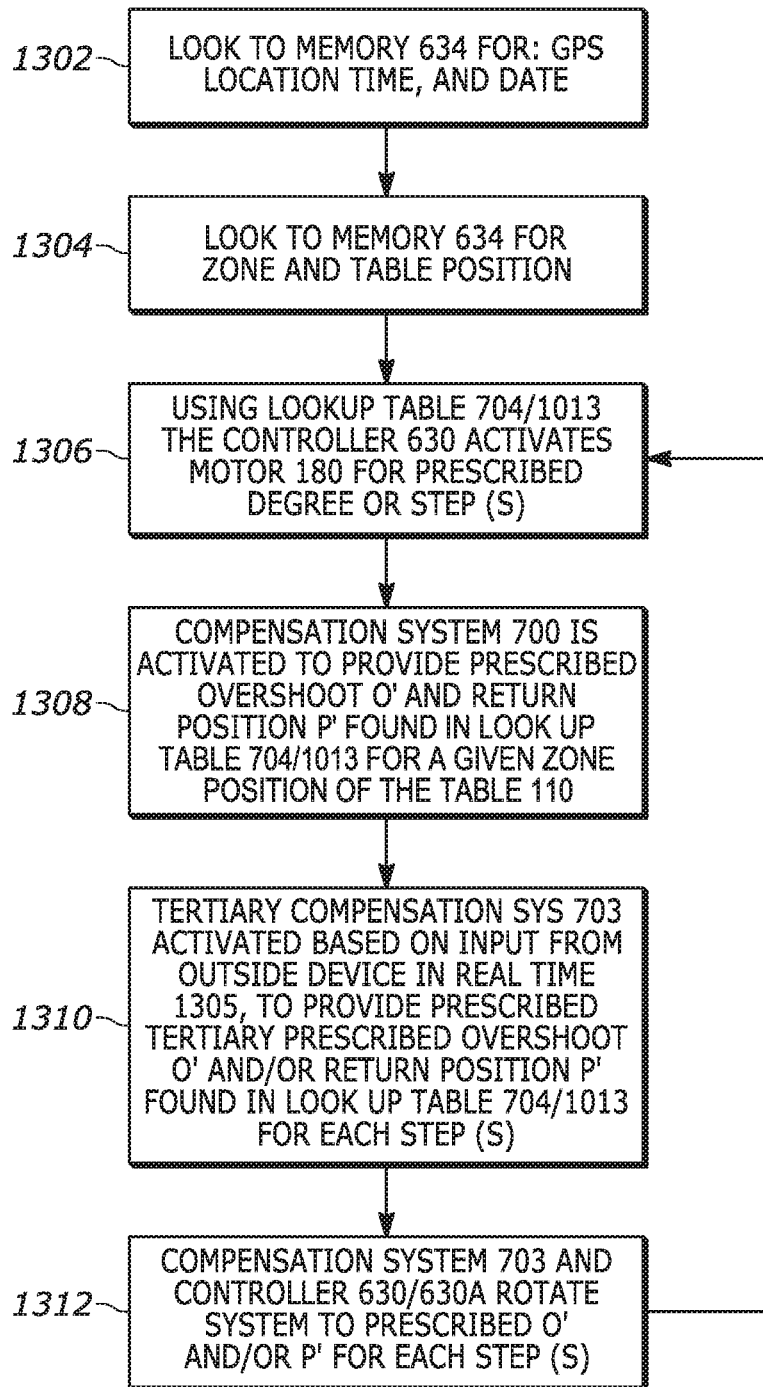 1302
LOOK TO MEMORY 634 FOR: GPS
LOCATION TIME, AND DATE
1304
LOOK TO MEMORY 634 FOR
ZONE AND TABLE POSITION
1306
USING LOOKUP TABLE 704/1013
THE CONTROLLER 630 ACTIVATES
MOTOR 180 FOR PRESCRIBED
DEGREE OR STEP (S)
1308
COMPENSATION SYSTEM 700 IS
ACTIVATED TO PROVIDE PRESCRIBED
OVERSHOOT O' AND RETURN
POSITION P' FOUND IN LOOK UP
TABLE 704/1013 FOR A GIVEN ZONE
POSITION OF THE TABLE 110
1310
TERTIARY COMPENSATION SYS 703
ACTIVATED BASED ON INPUT FROM
OUTSIDE DEVICE IN REAL TIME
1305, TO PROVIDE PRESCRIBED
TERTIARY PRESCRIBED OVERSHOOT
O' AND/OR RETURN POSITION P'
FOUND IN LOOK UP TABLE 704/1013
FOR EACH STEP (S)
1312
COMPENSATION SYSTEM 703 AND
CONTROLLER 630/630A ROTATE
SYSTEM TO PRESCRIBED O'
AND/OR P' FOR EACH STEP (S)